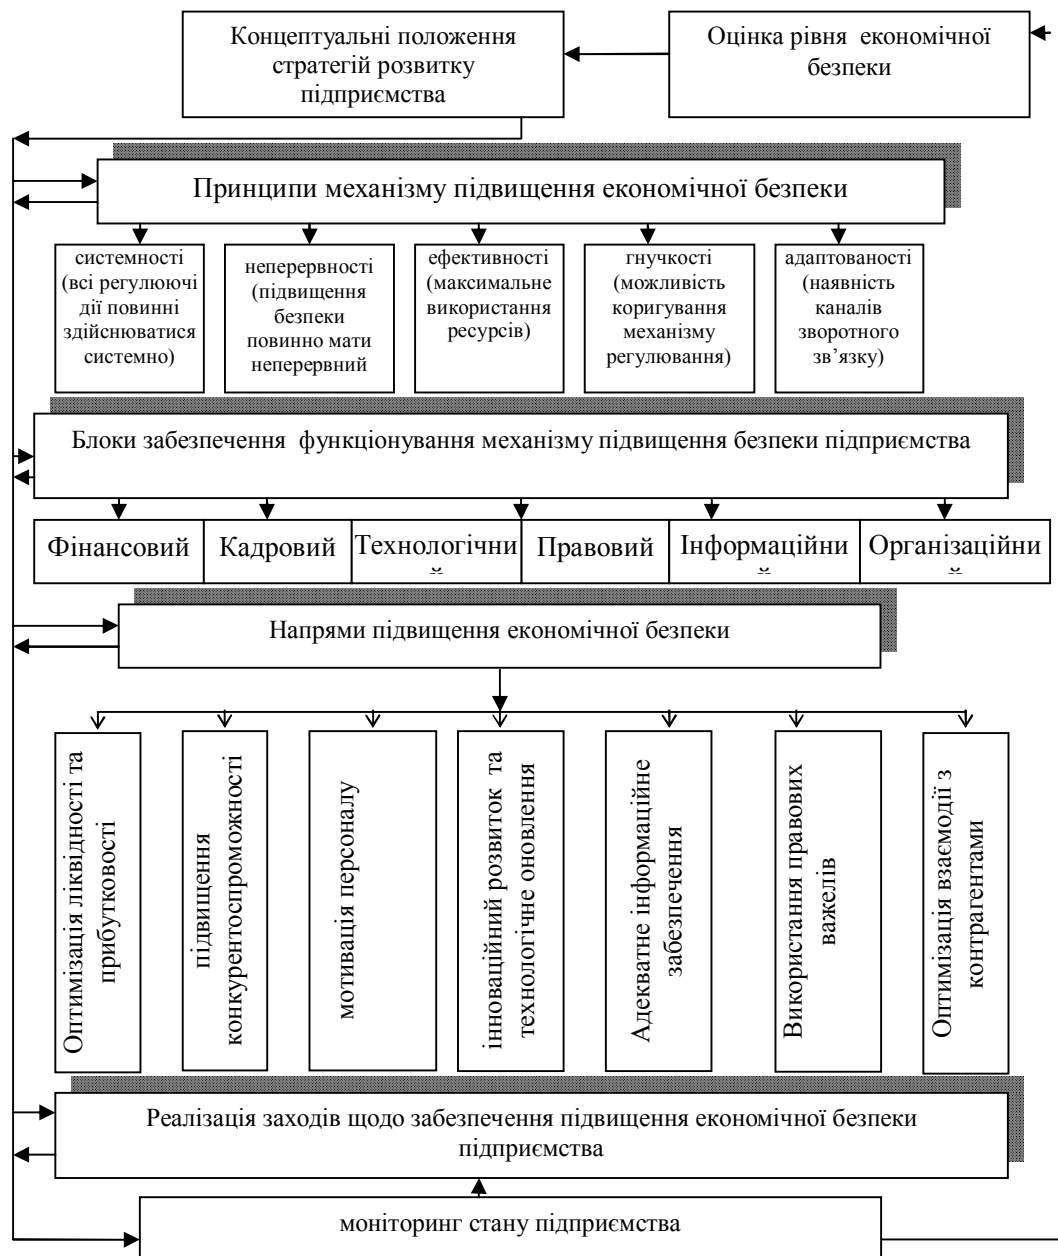 Концептуальні положення
стратегій розвитку
підприємства
Оцінка рівня економічної
безпеки
Принципи механізму підвищення економічної безпеки
системності
(всі регулюючі
дії повинні
здійснюватися
системно)
неперервності
(підвищення
безпеки
повинно мати
неперервний
ефективності
(максимальне
використання
ресурсів)
гнучкості
(можливість
коригування
механізму
регулювання)
адаптованості
(наявність
каналів
зворотного
зв’язку)
Блоки забезпечення функціонування механізму підвищення безпеки підприємства
Фінансовий
Кадровий
Технологічни
й
Правовий
Інформаційни
й
Організаційни
й
Напрями підвищення економічної безпеки
Оптимізація ліквідності та
прибутковості
підвищення
конкурентоспроможності
мотивація персоналу
інноваційний розвиток та
технологічне оновлення
Адекватне інформаційне
забезпечення
Використання правових
важелів
Оптимізація взаємодії з
контрагентами
Реалізація заходів щодо забезпечення підвищення економічної безпеки
підприємства
моніторинг стану підприємства